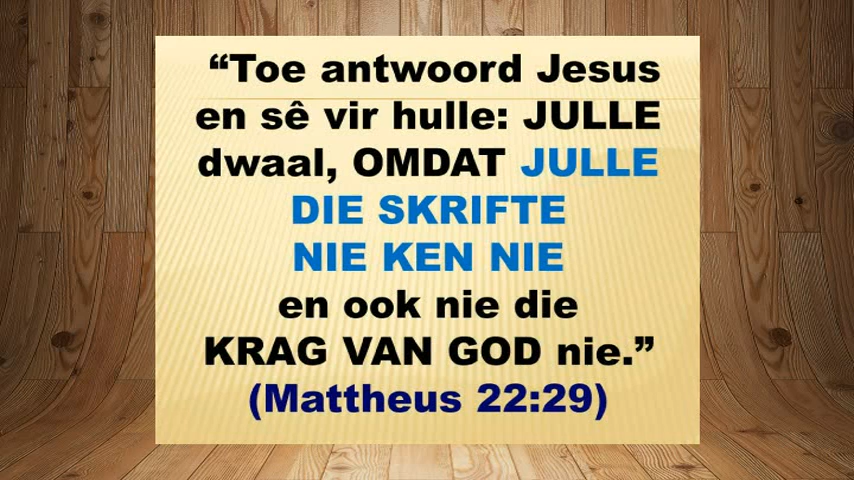 “Toe antwoord Jesus
en sê vir hulle: JULLE
dwaal, OMDAT JULLE
DIE SKRIFTE
NIE KEN NIE
en ook nie die
KRAG VAN GOD nie.”
(Mattheus 22:29)